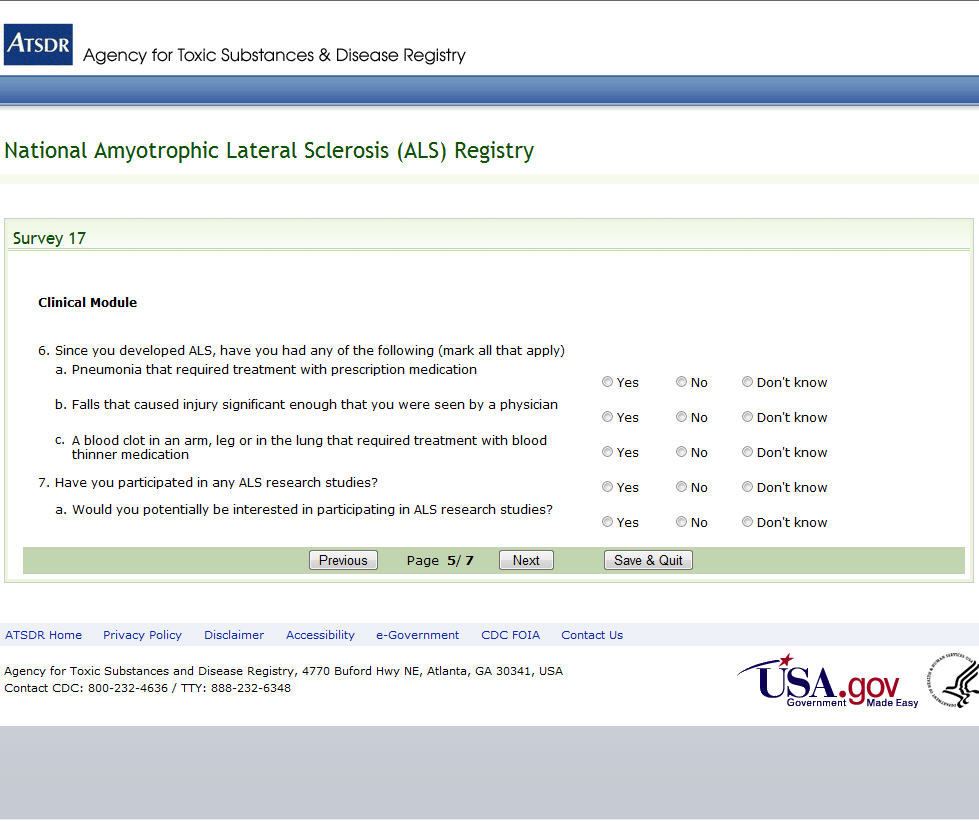 ATSDR
Agency for Toxic Substances & Disease Registry
National Amyotrophic Lateral Sclerosis (ALS) Registry
Survey 17
Clinical Module
6. Since you developed ALS, have you had any of the following (mark all that apply)
a. Pneumonia that required treatment with prescription medication
Yes No Don't know
b. Falls that caused injury significant enough that you were seen by a physician
Yes No Don't know
c. A blood clot in an arm, leg or in the lung that required treatment with blood
thinner medication
Yes No Don't know
7. Have you participated in any ALS research studies?
Yes No Don't know
a. Would you potentially be interested in participating in ALS research studies?
Yes No Don't know
Previous Page 5/ 7 Next Save & Quit
ATSDR Home Privacy Policy Disclaimer Accessibility e-Government CDC FOIA Contact Us
Agency for Toxic Substances and Disease Registry, 4770 Buford Hwy NE, Atlanta, GA 30341, USA
Contact CDC: 800-232-4636 / TTY: 888-232-6348
USA.gov
Government Made Easy